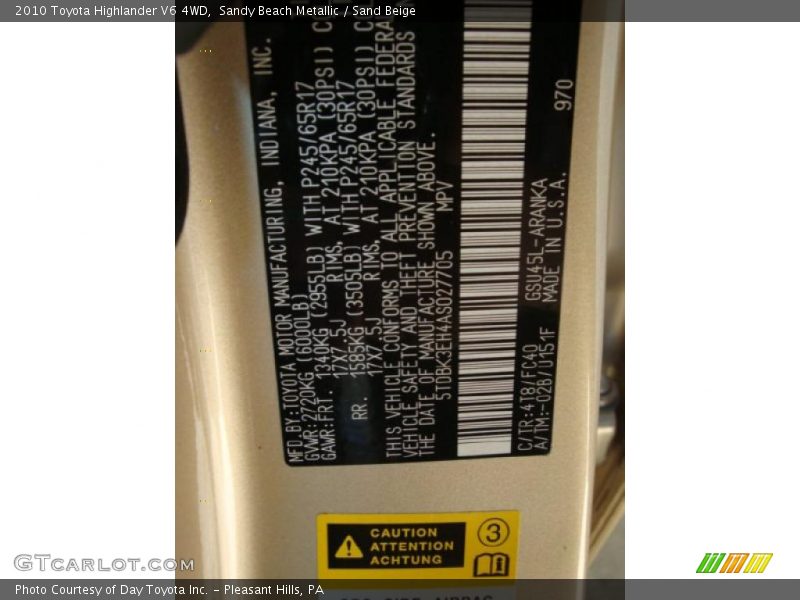 2010 Toyota Highlander V6 4WD, Sandy Beach Metallic / Sand Beige
MFD.BY:TOYOTA MOTOR MANUFACTURING, INDIANA, INC.
GVWR:2720KG (6000LB)
GAWR:FRT. 1340KG (2955LB) WITH P245/65R17
17X7.5J RIMS, AT 210KPA (30PSI)
RR. 1585KG (3505LB) WITH P245/65R17
17X7.5J RIMS, AT 210KPA (30PSI)
THIS VEHICLE CONFORMS TO ALL APPLICABLE
VEHICLE SAFETY AND THEFT PREVENTION STANDARDS
THE DATE OF MANUFACTURE SHOWN ABOVE.
5TDBK3EH4AS027705 MPV
C/TR:4T8/FC40 GSU45L-ARANKA 970
A/TM:-02B/U151F MADE IN U.S.A.
CAUTION
ATTENTION
ACHTUNG
3
GTCARLOT.COM
Photo Courtesy of Day Toyota Inc. - Pleasant Hills, PA